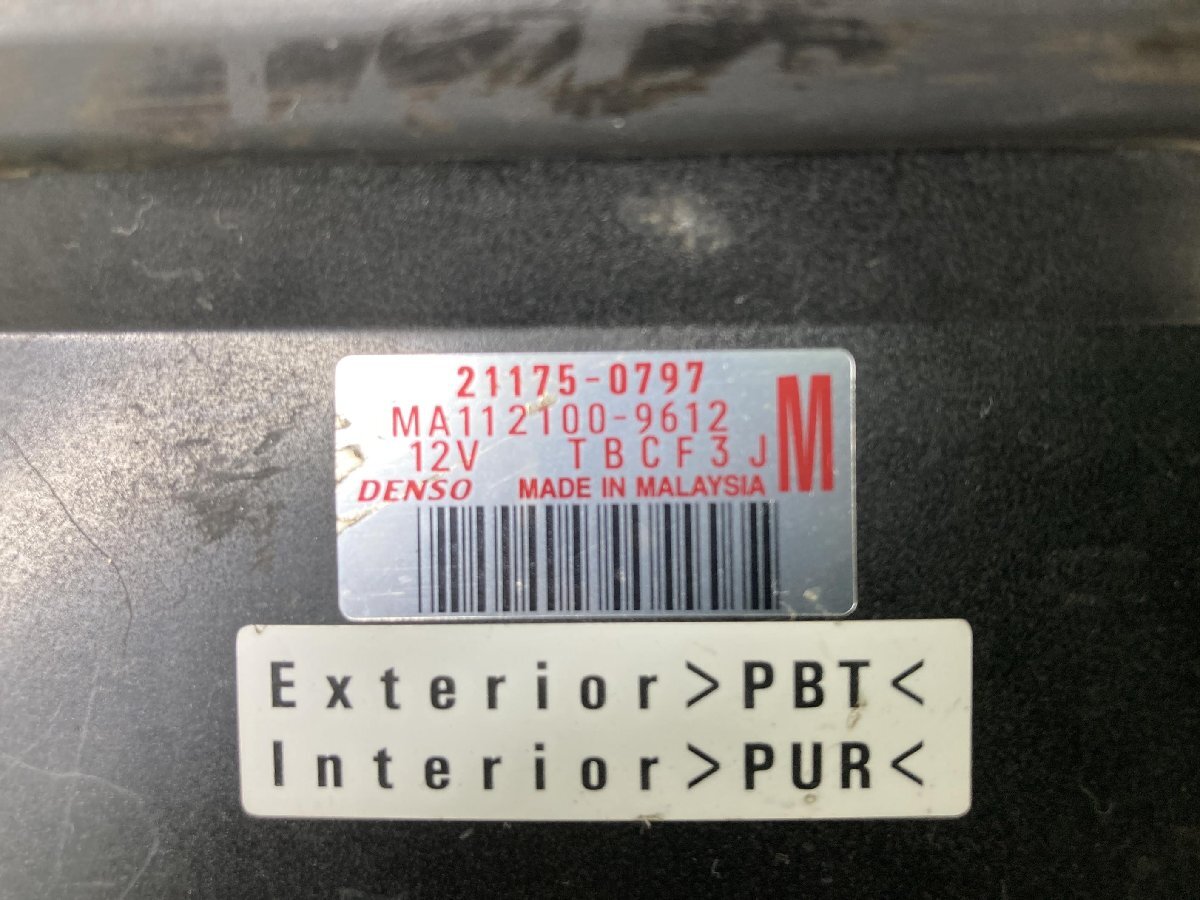 21175-0797
MA112100-9612
12V TBCF3J M
DENSO MADE IN MALAYSIA
Exterior>PBT<
Interior>PUR<